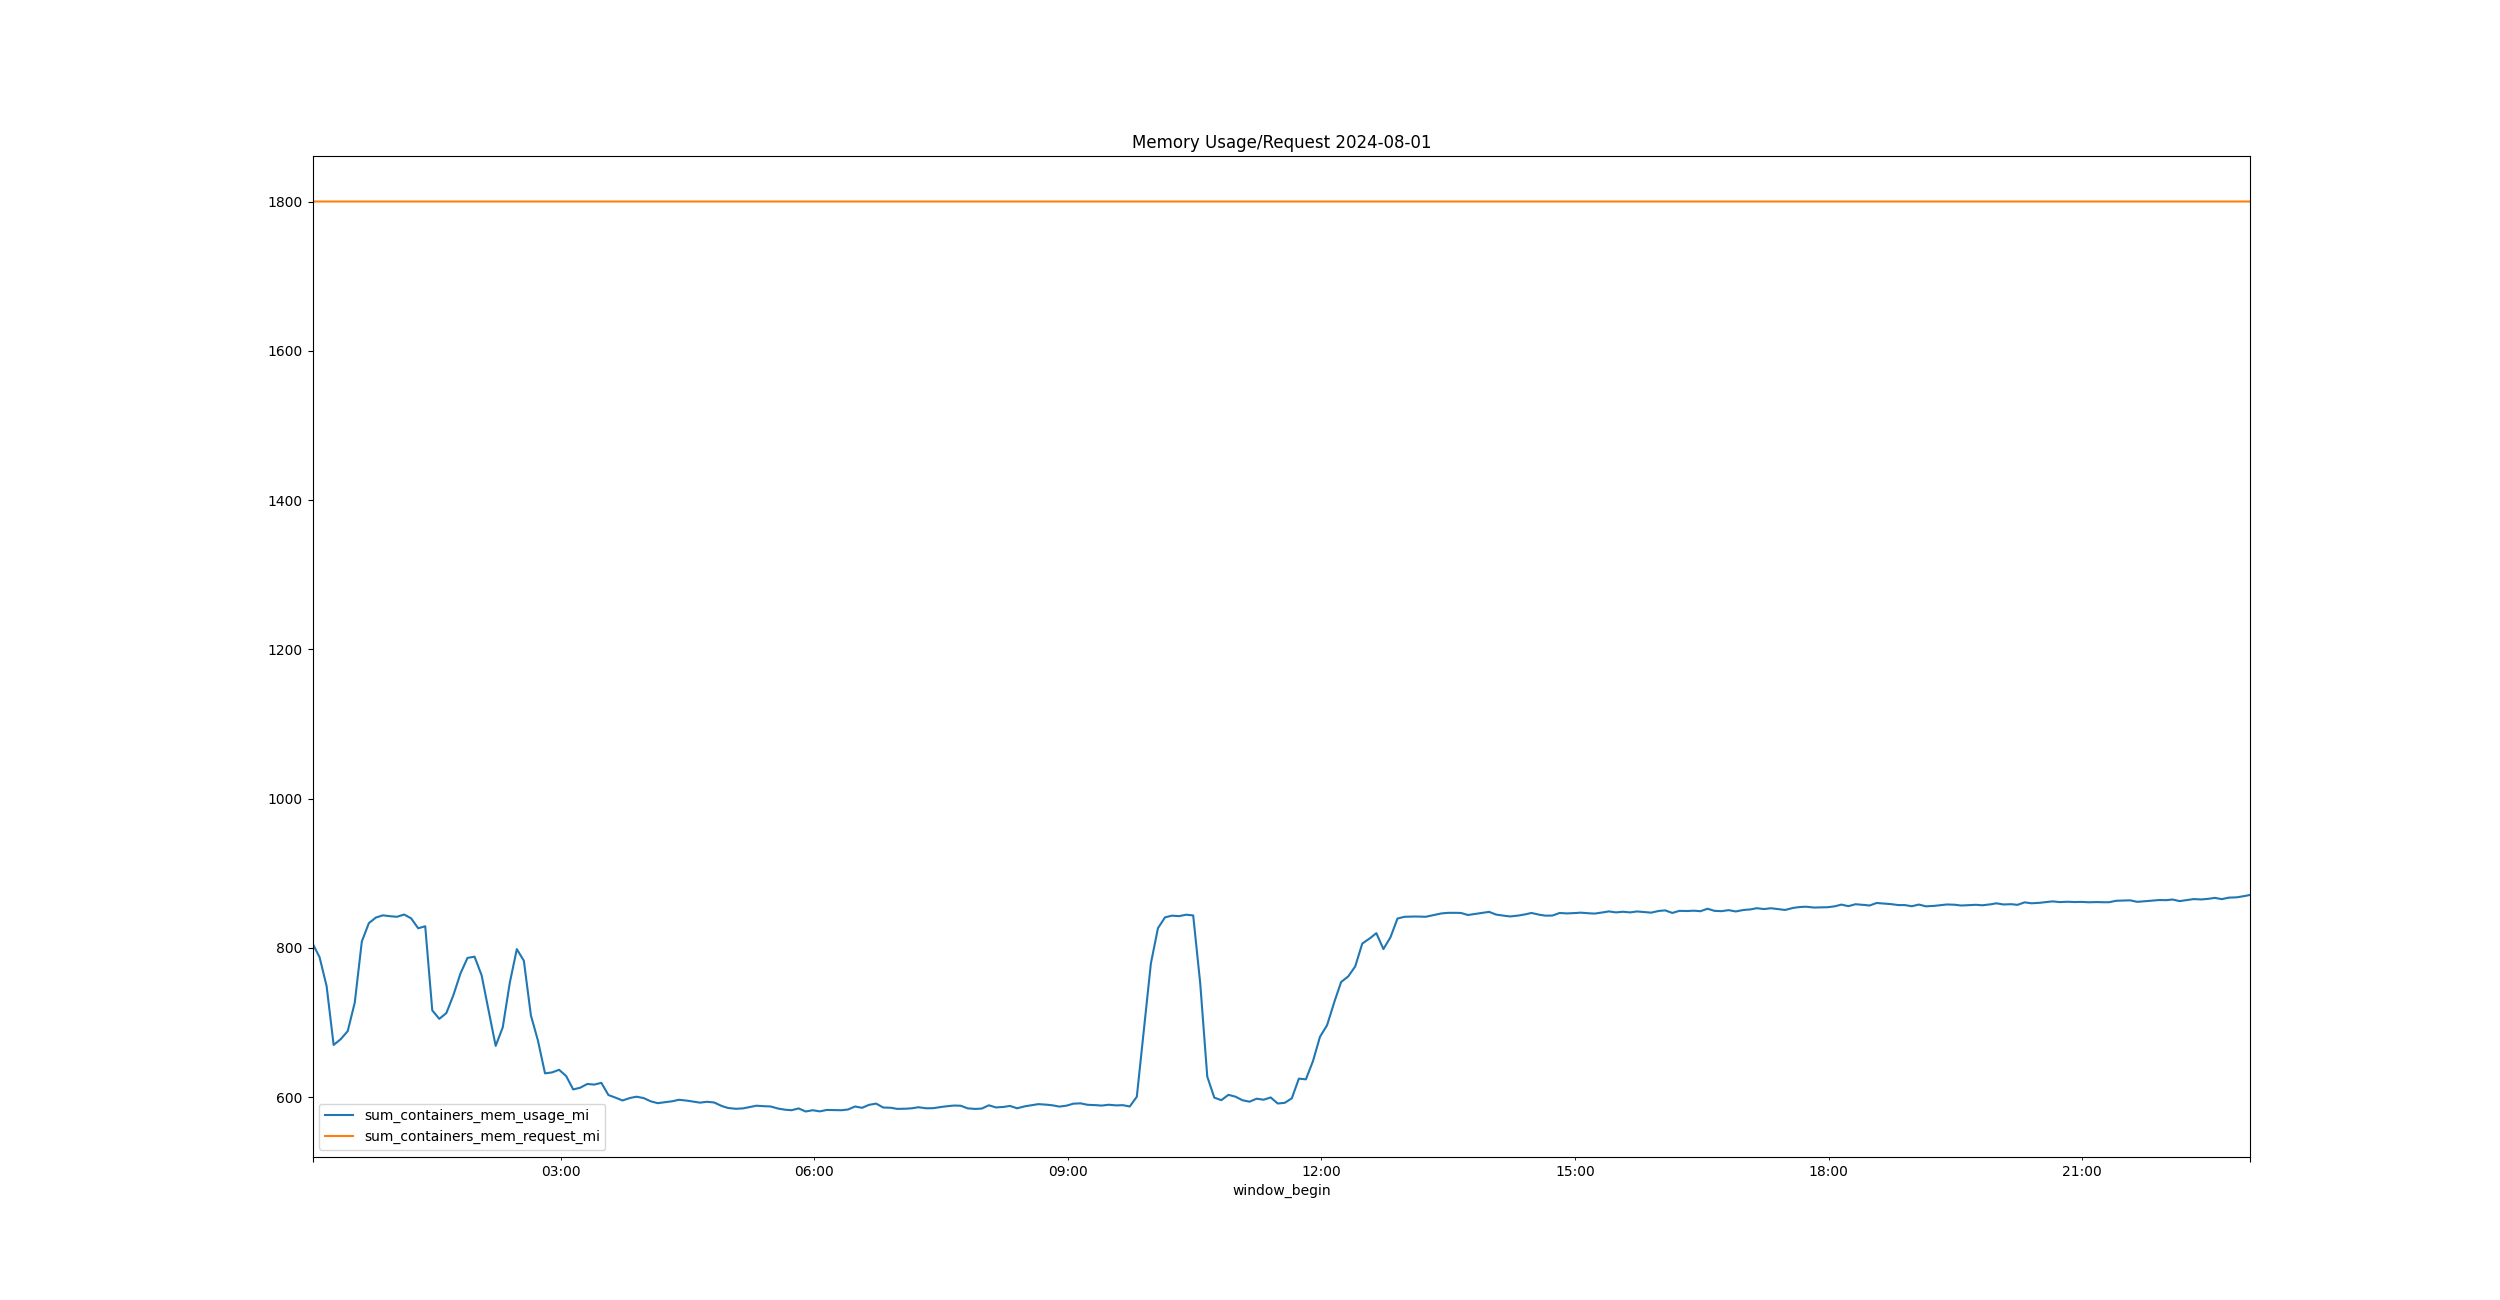 Memory Usage/Request 2024-08-01
1800
1600
1400
1200
1000
800
600
sum_containers_mem_usage_mi
sum_containers_mem_request_mi
03:00 06:00 09:00 12:00 15:00 18:00 21:00
window_begin